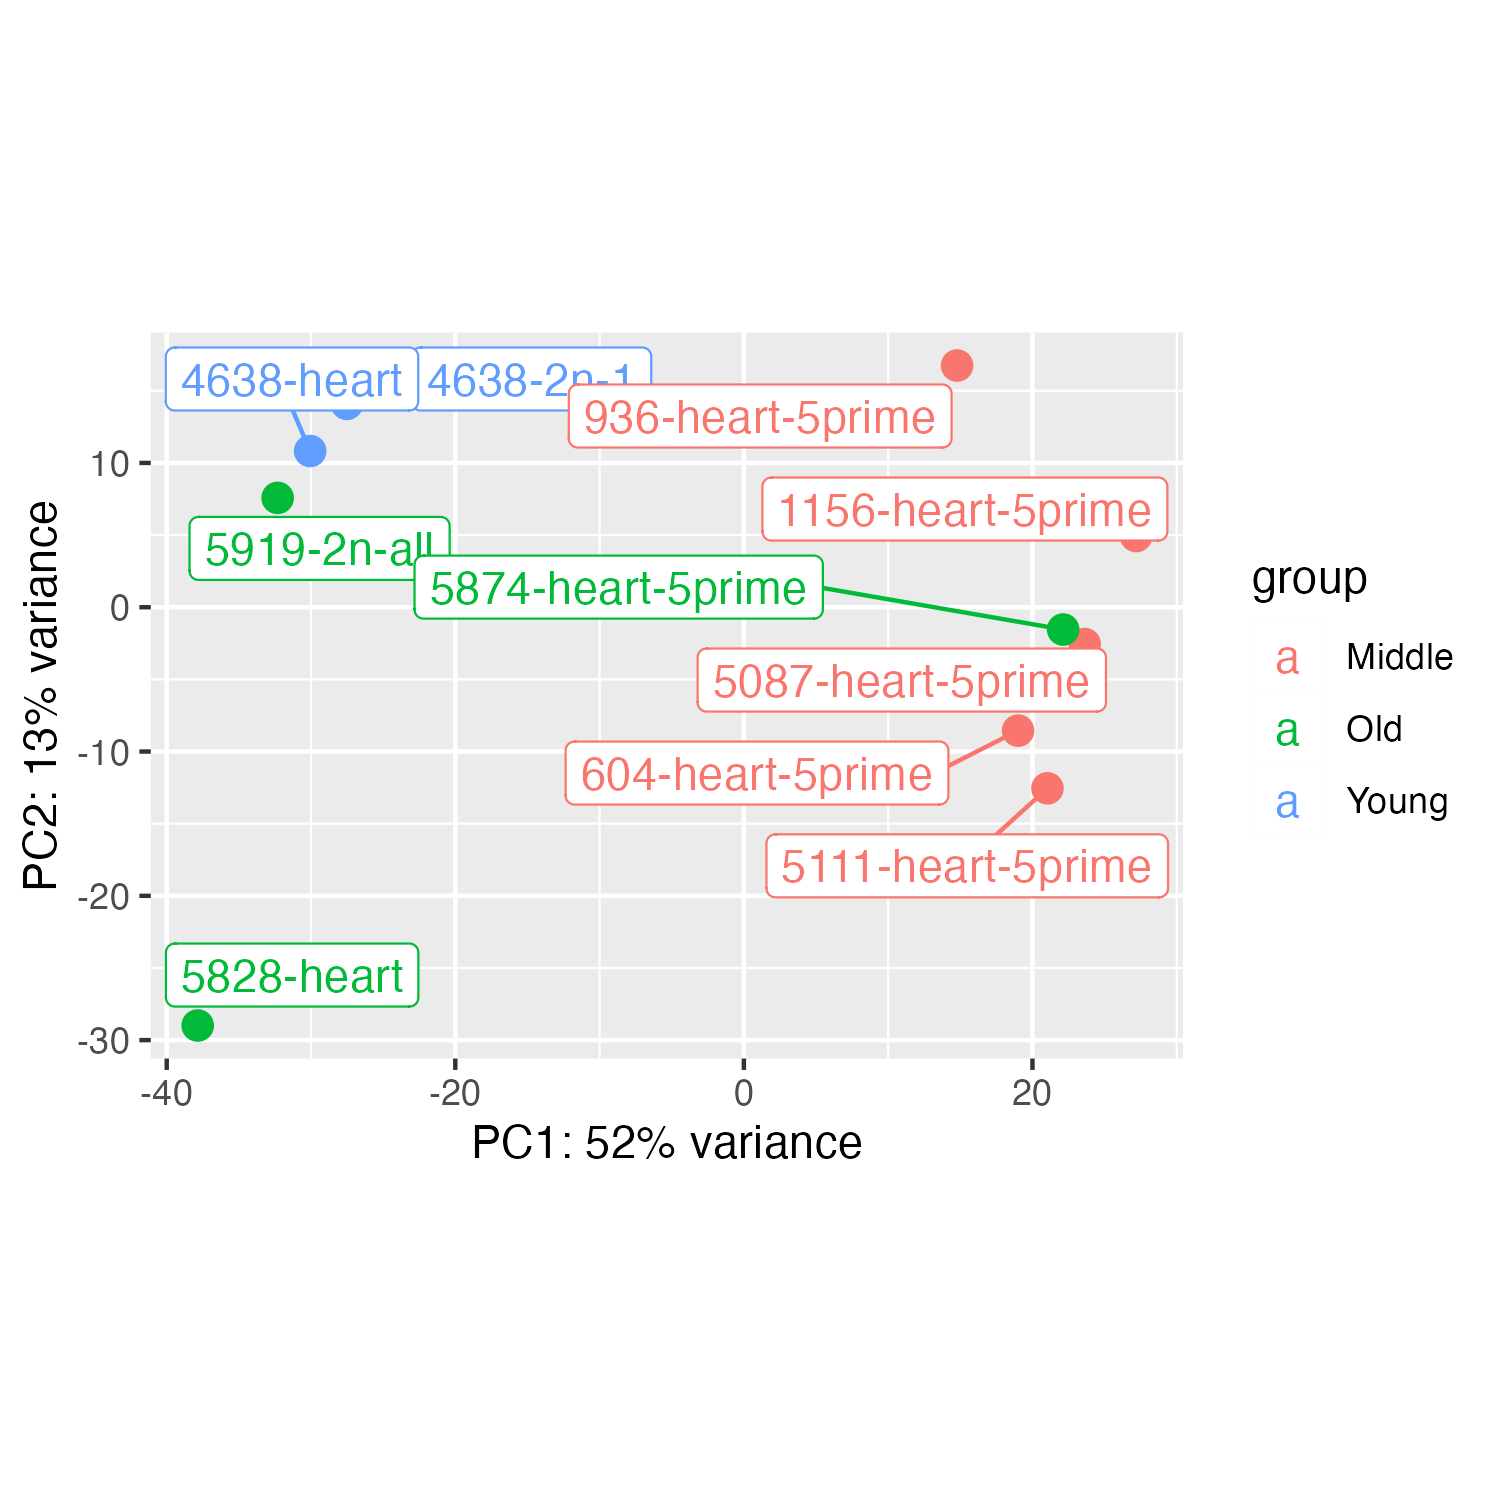 4638-heart
4638-2n-1
936-heart-5prime
1156-heart-5prime
5919-2n-all
5874-heart-5prime
5087-heart-5prime
604-heart-5prime
5111-heart-5prime
5828-heart
10
0
-10
-20
-30
-40
-20
0
20
PC2: 13% variance
PC1: 52% variance
group
a Middle
a Old
a Young